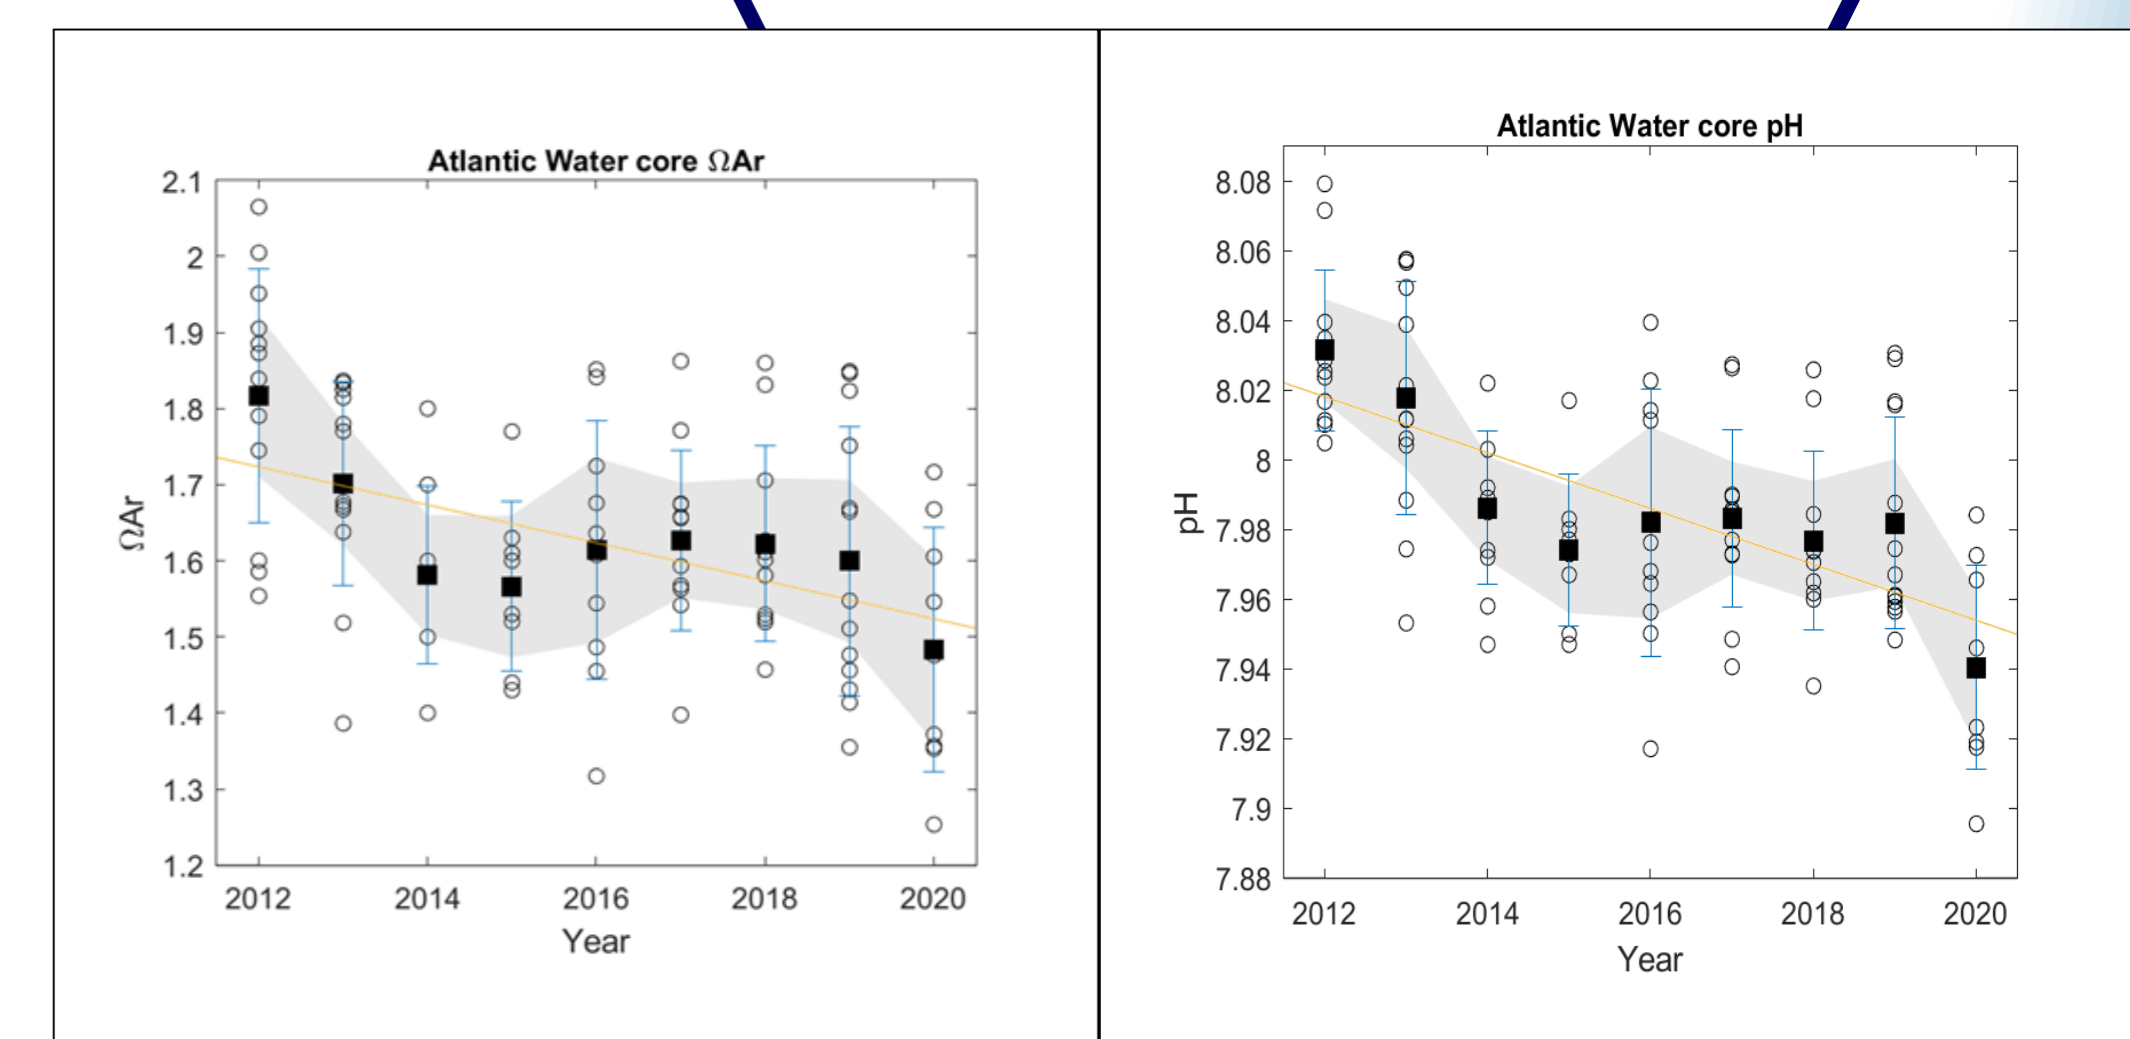 Atlantic Water core ΩAr
2.1
2
1.9
1.8
1.7
1.6
1.5
1.4
1.3
1.2
ΩAr
2012 2014 2016 2018 2020
Year
Atlantic Water core pH
8.08
8.06
8.04
8.02
8
7.98
7.96
7.94
7.92
7.9
7.88
pH
2012 2014 2016 2018 2020
Year